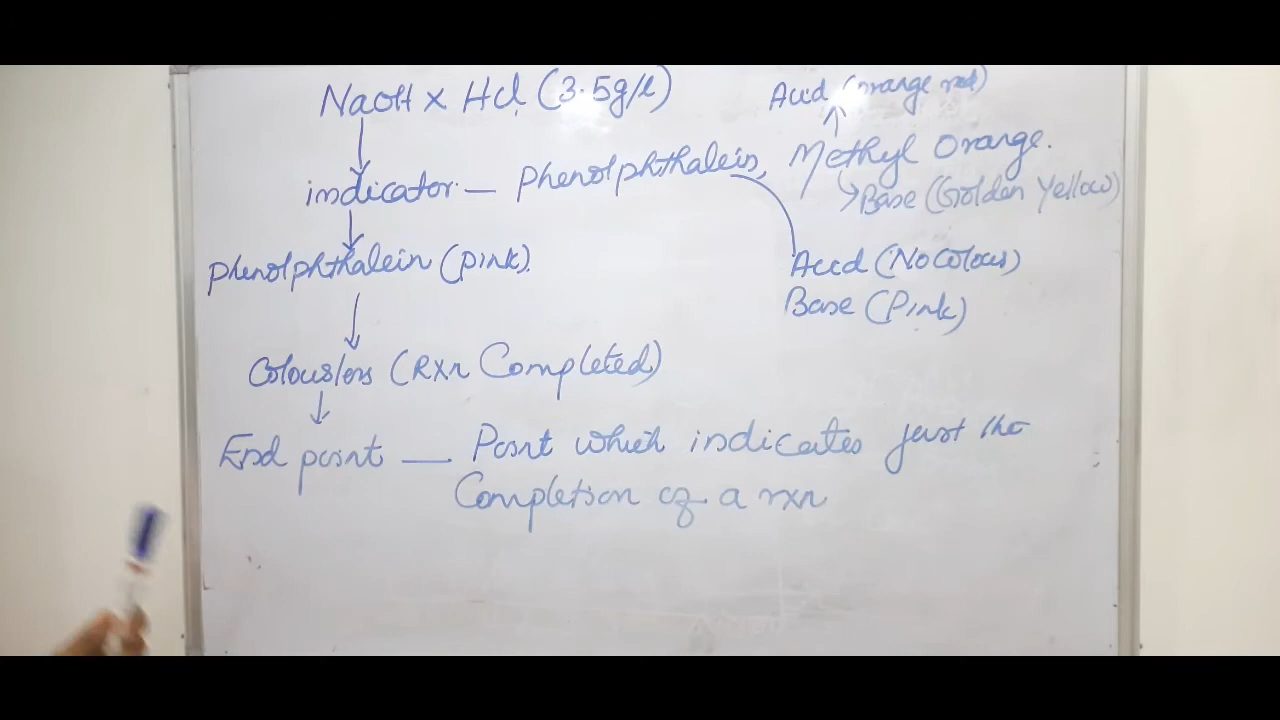 NaOH x HCl (3.5g/l)
Acid (orange red)
indicator — Phenolphthalein, Methyl Orange.
Base (Golden Yellow)
Phenolphthalein (pink).
Acid (No Colour)
Base (Pink)
Colourless (Rxn Completed)
End point — Point which indicates just the
Completion of a rxn